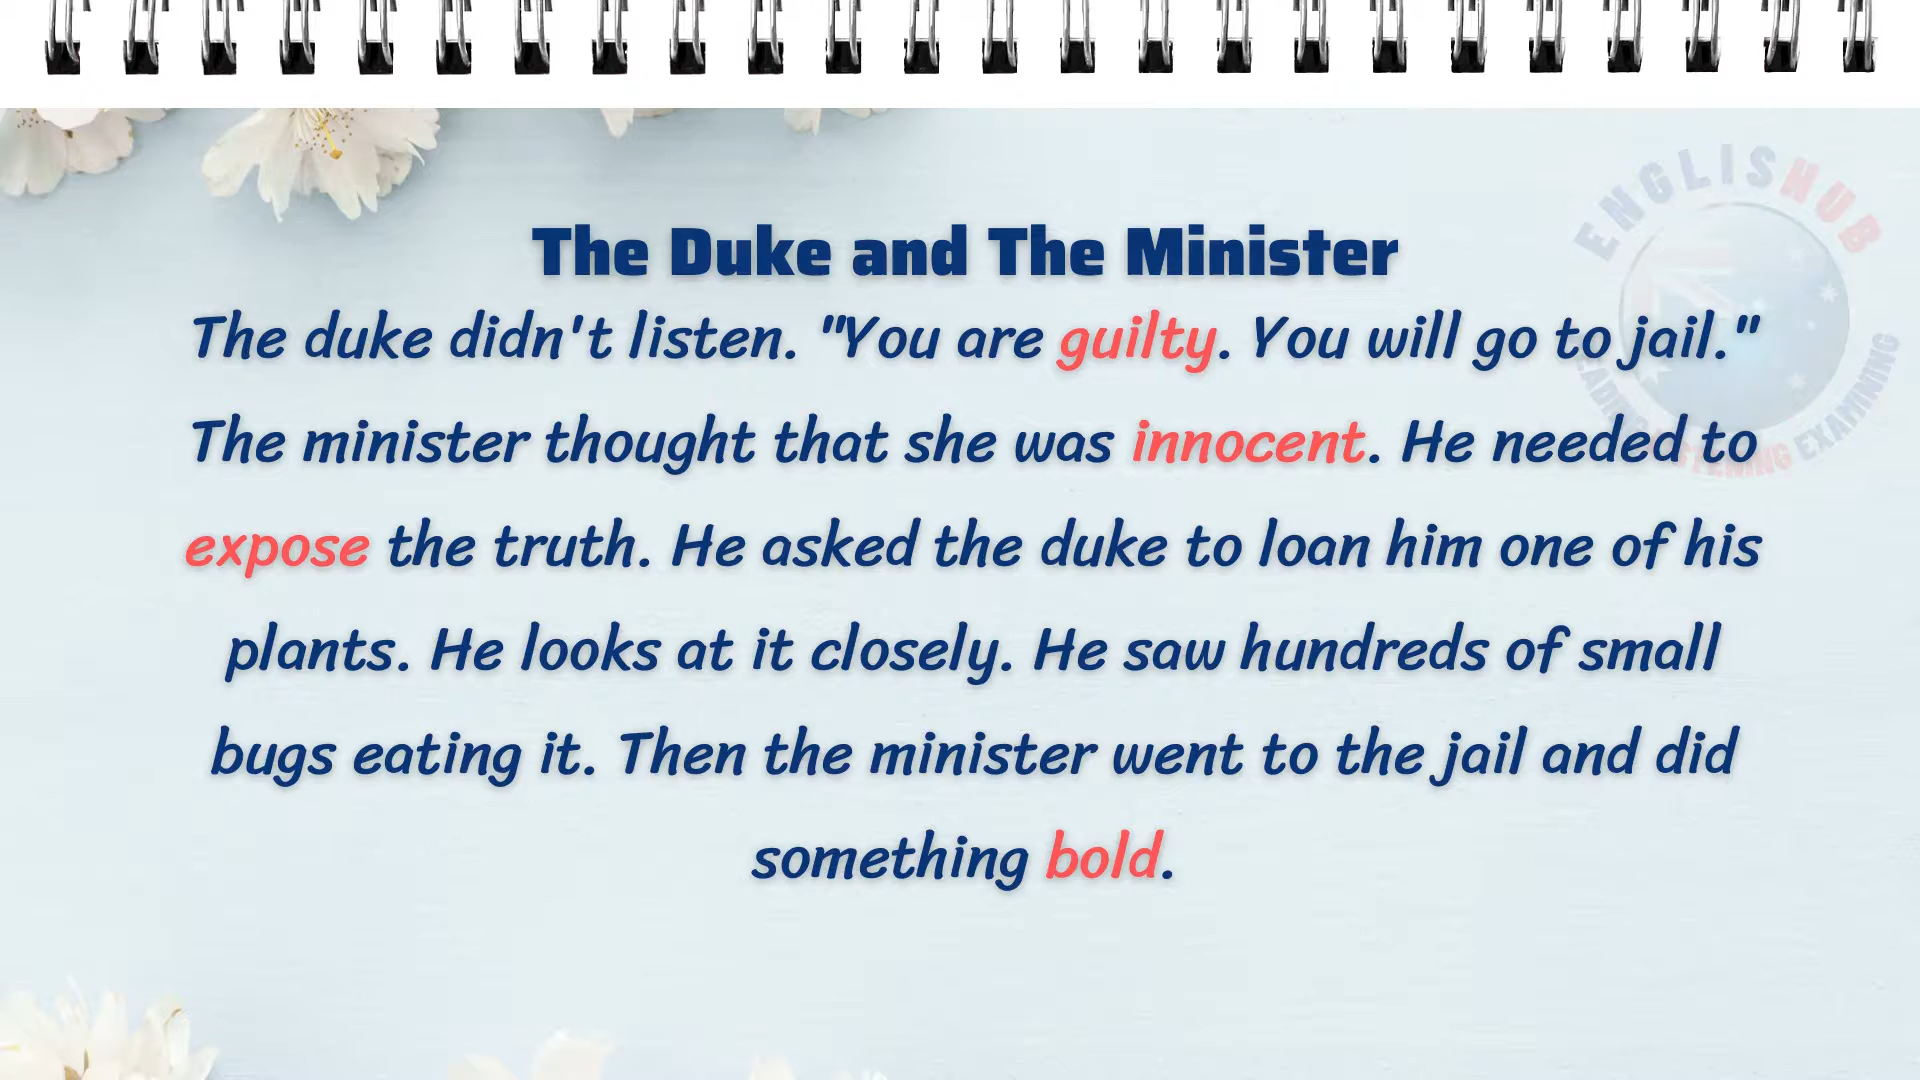 ENGLISHUB
The Duke and The Minister
The duke didn't listen. "You are guilty. You will go to jail."
The minister thought that she was innocent. He needed to
expose the truth. He asked the duke to loan him one of his
plants. He looks at it closely. He saw hundreds of small
bugs eating it. Then the minister went to the jail and did
something bold.
EXAMINING